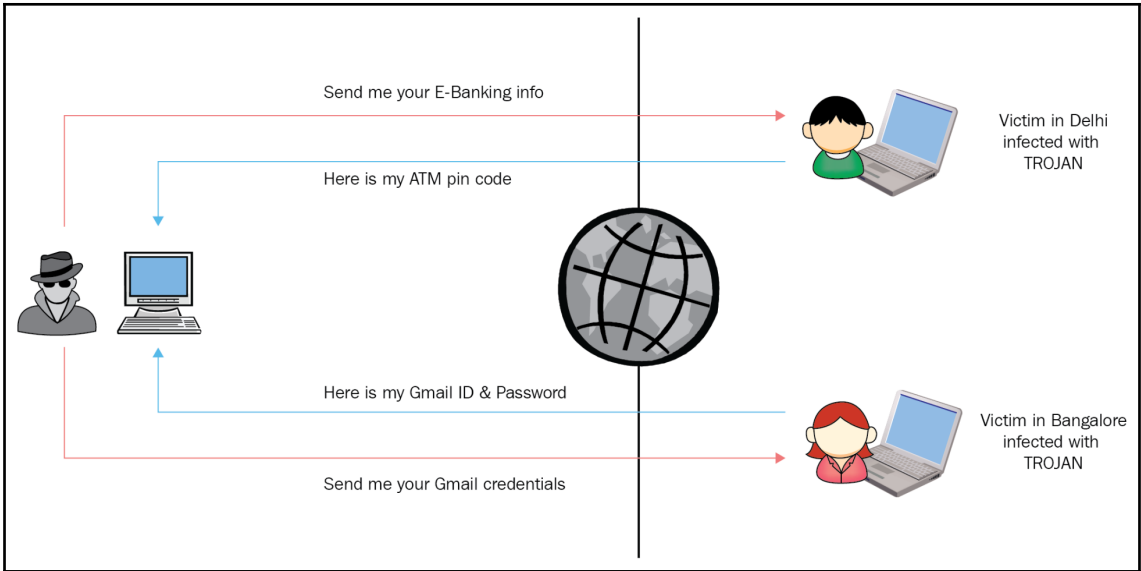 Send me your E-Banking info
Here is my ATM pin code
Victim in Delhi
infected with
TROJAN
Here is my Gmail ID & Password
Send me your Gmail credentials
Victim in Bangalore
infected with
TROJAN